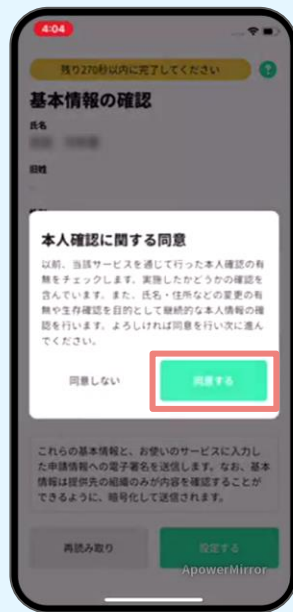 4:04
残り270秒以内に完了してください
?
基本情報の確認
氏名
旧姓
本人確認に関する同意
以前、当該サービスを通じて行った本人確認の有
無をチェックします。実施したかどうかの確認を
含んでいます。また、氏名・住所などの変更の有
無や生存確認を目的として継続的な本人情報の確
認を行います。よろしければ同意を行い次に進ん
でください。
同意しない
同意する
これらの基本情報と、お使いのサービスに入力し
た申請情報への電子署名を送信します。なお、基本
情報は提供先の組織のみが内容を確認することが
できるように、暗号化して送信されます。
再読み取り
設定する
ApowerMirror